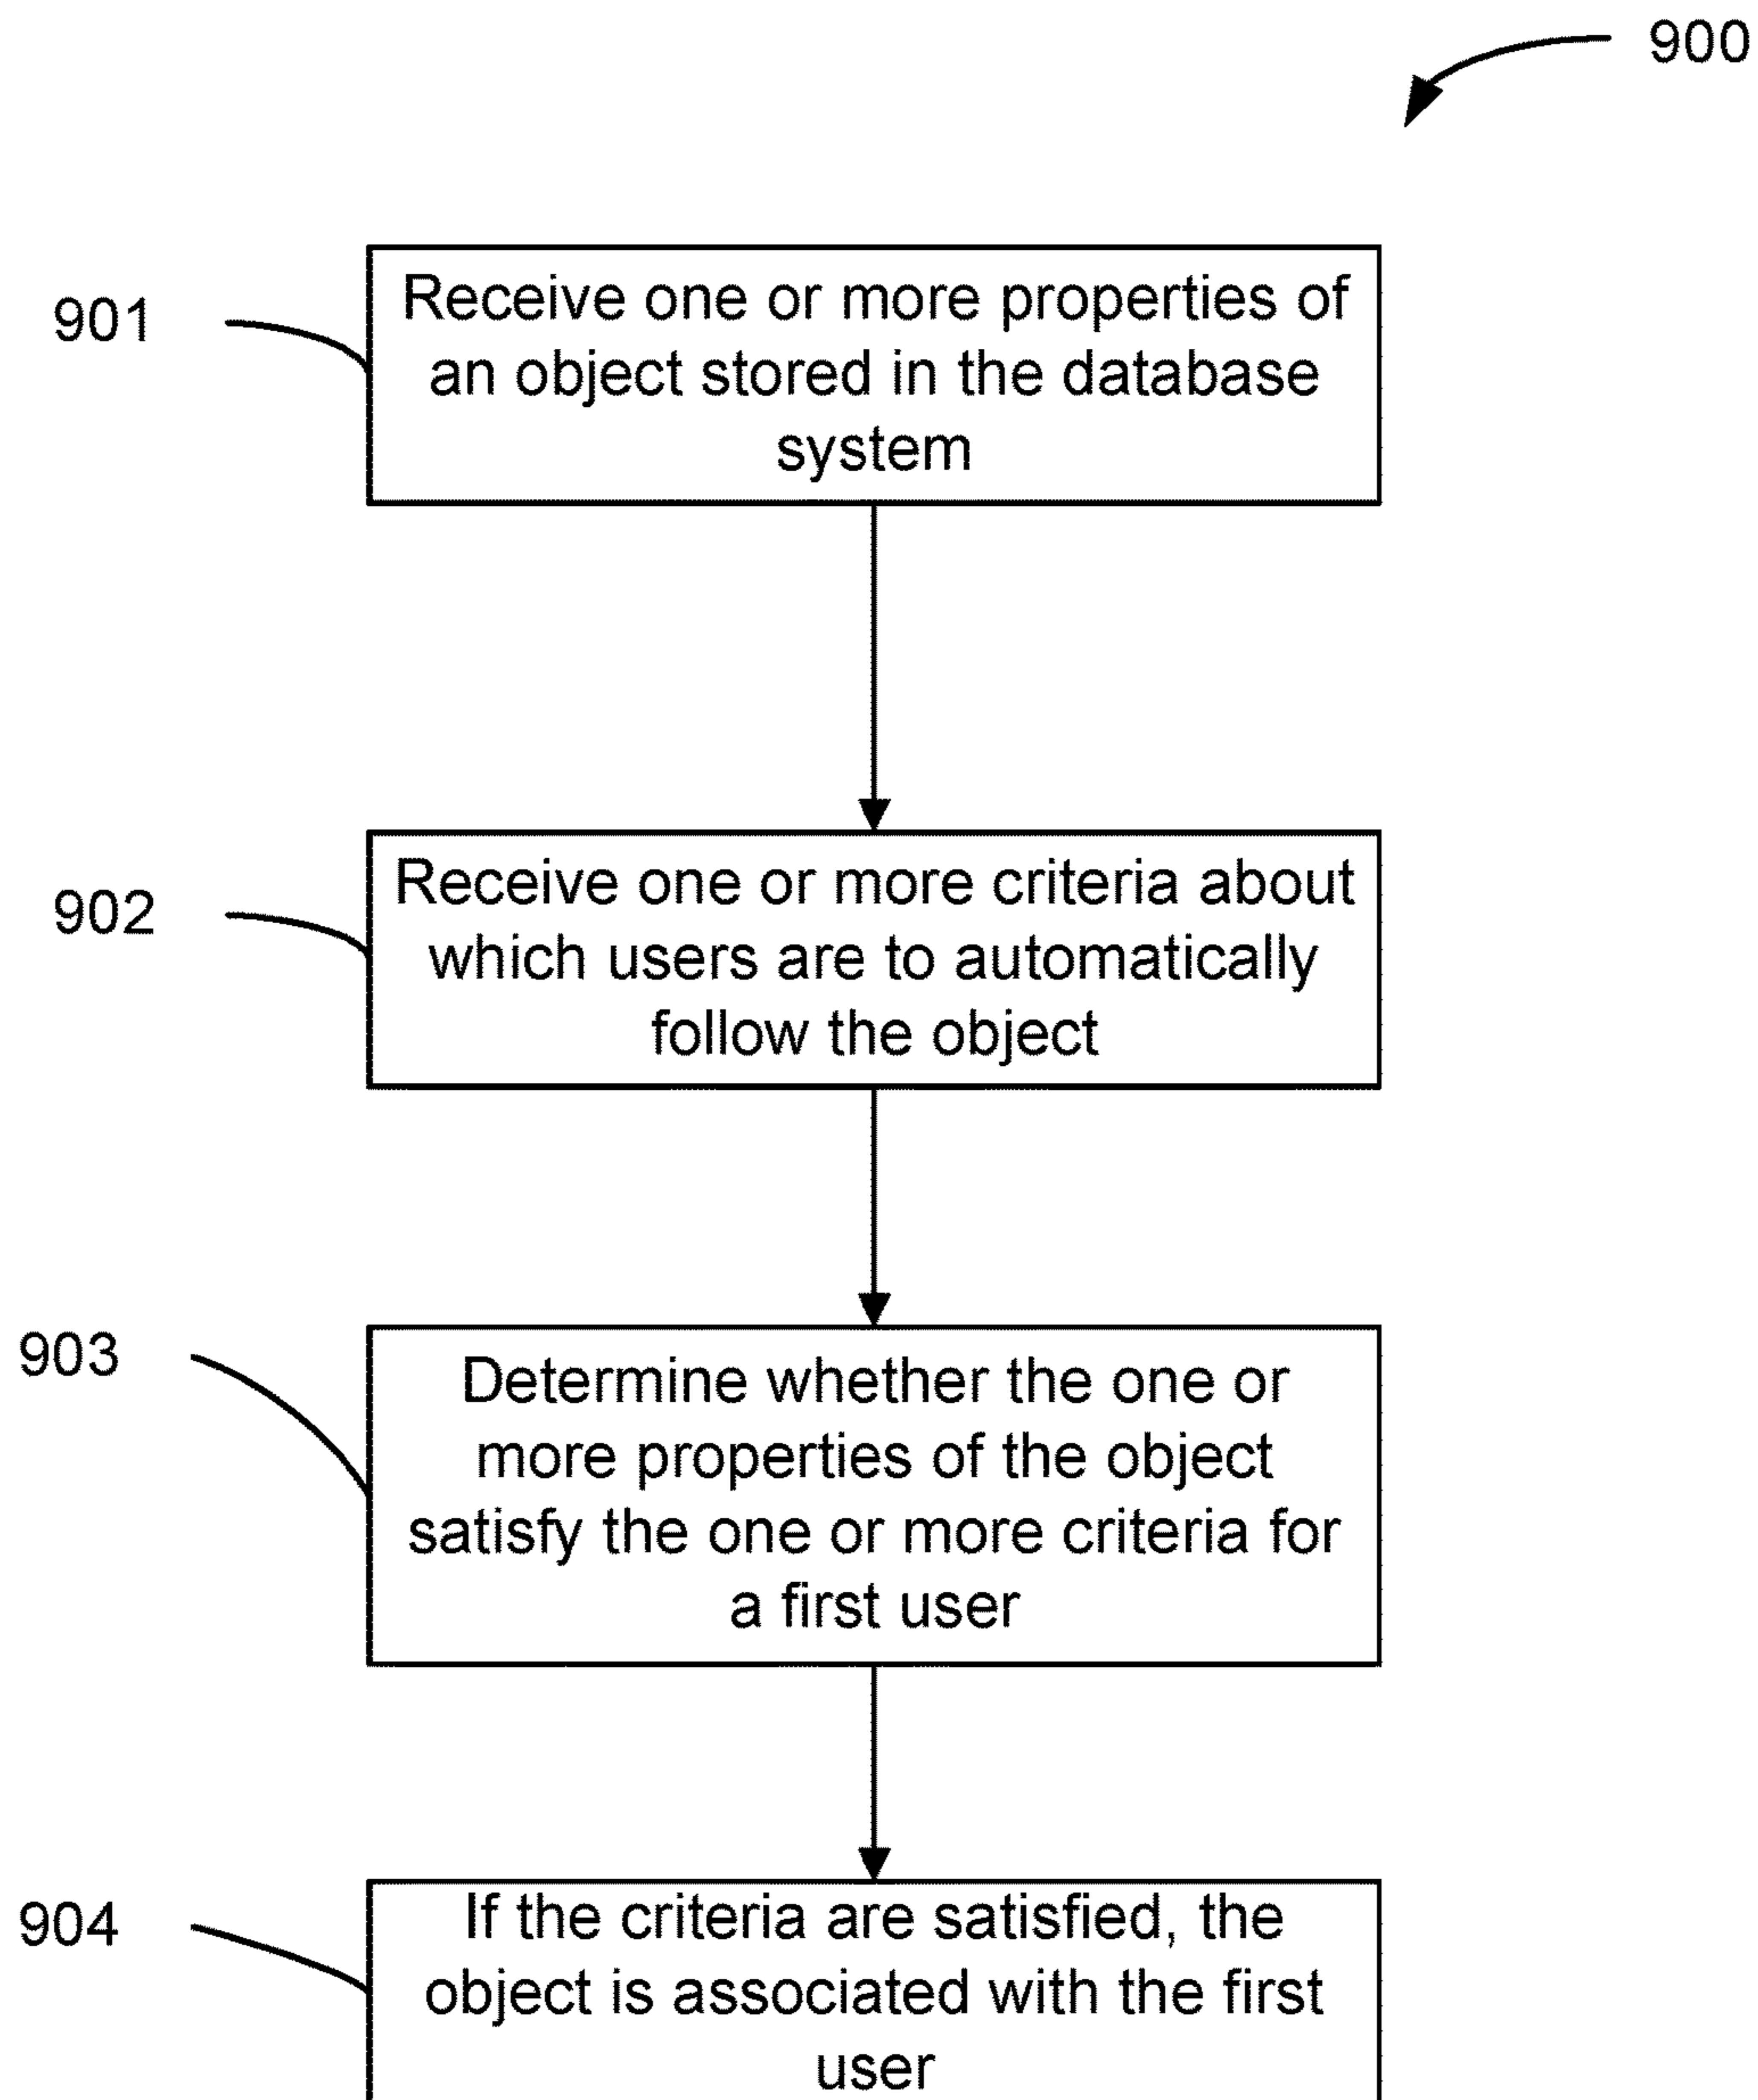 900
901
Receive one or more properties of
an object stored in the database
system
902
Receive one or more criteria about
which users are to automatically
follow the object
903
Determine whether the one or
more properties of the object
satisfy the one or more criteria for
a first user
904
If the criteria are satisfied, the
object is associated with the first
user